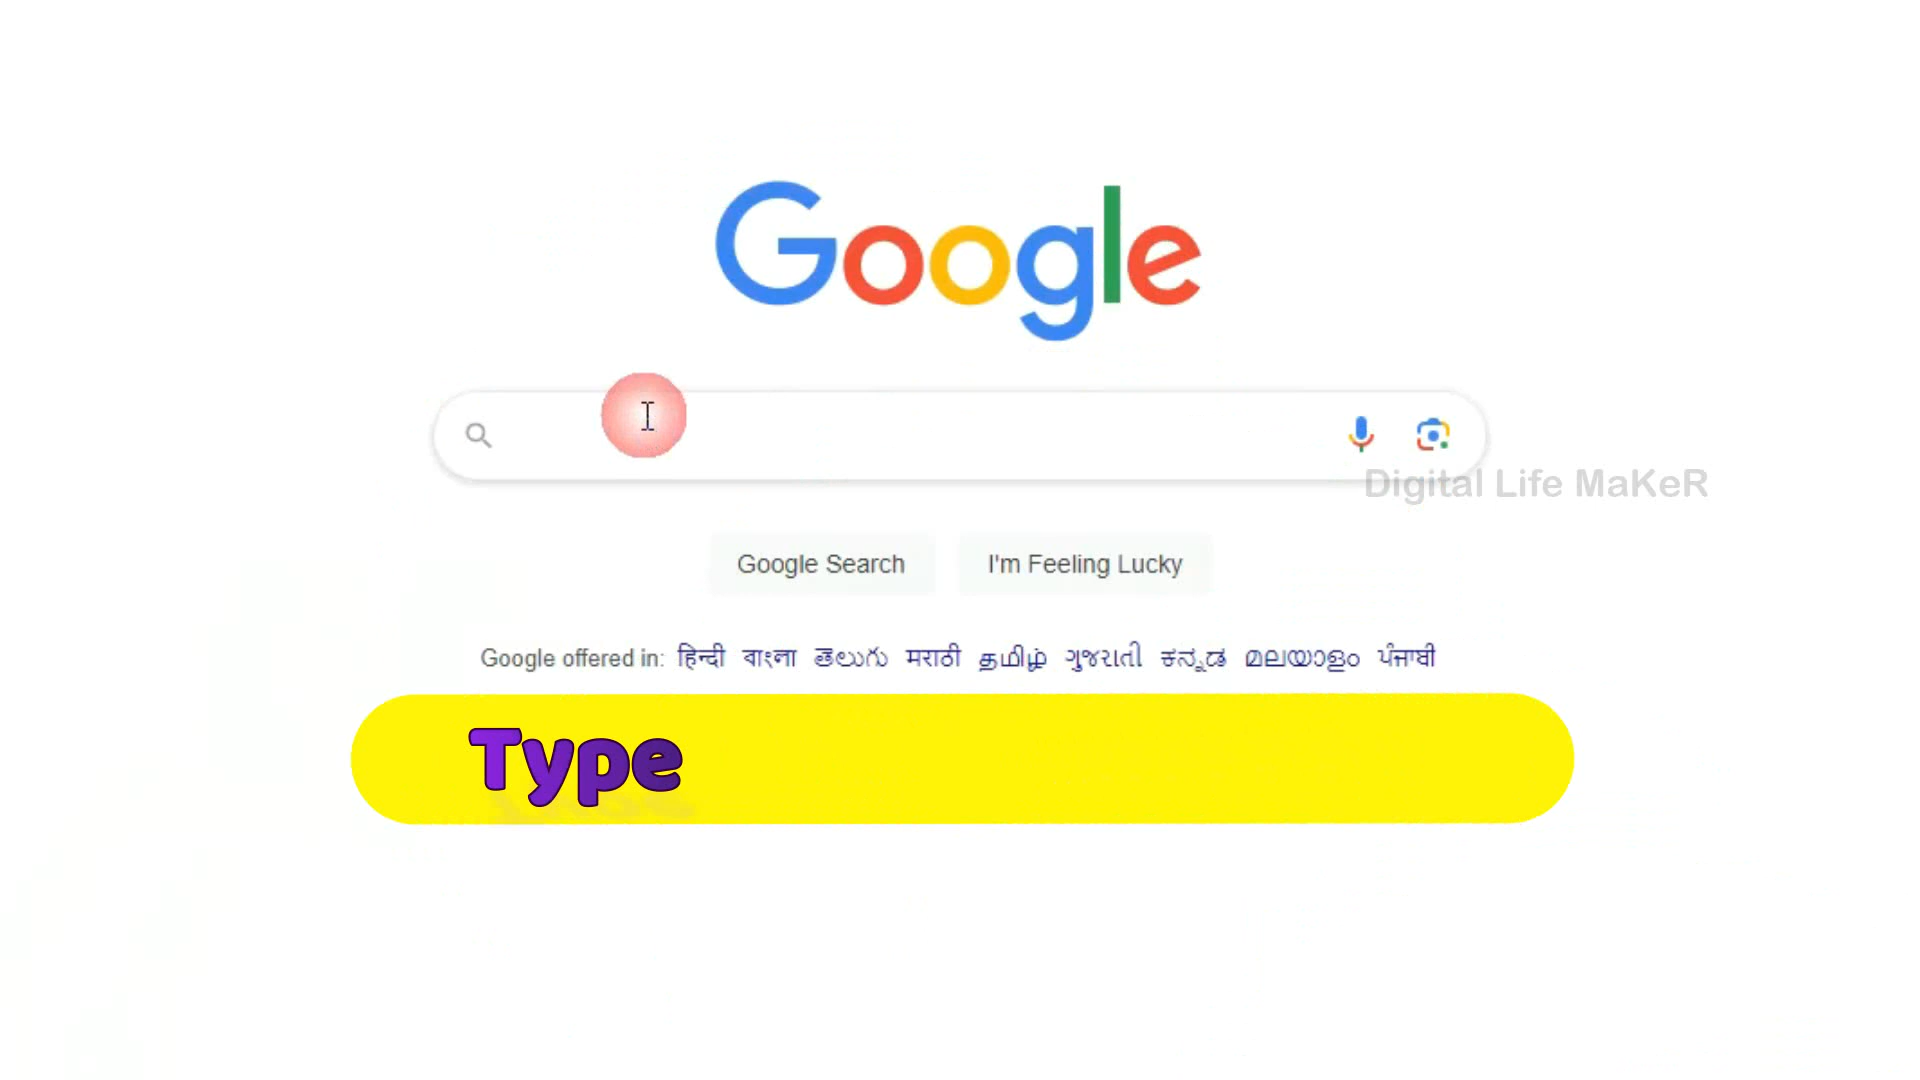 Google
Digital Life MaKeR
Google Search I'm Feeling Lucky
Google offered in: हिन्दी বাংলা తెలుగు मराठी தமிழ் ગુજરાતી ಕನ್ನಡ മലയാളം ਪੰਜਾਬੀ
Type